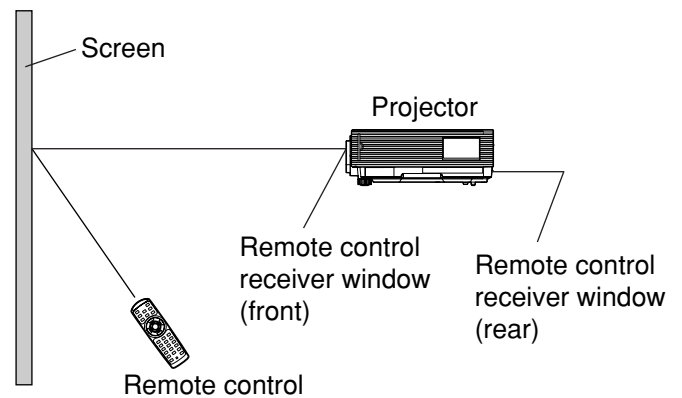 Screen
Projector
Remote control
receiver window
(front)
Remote control
receiver window
(rear)
Remote control